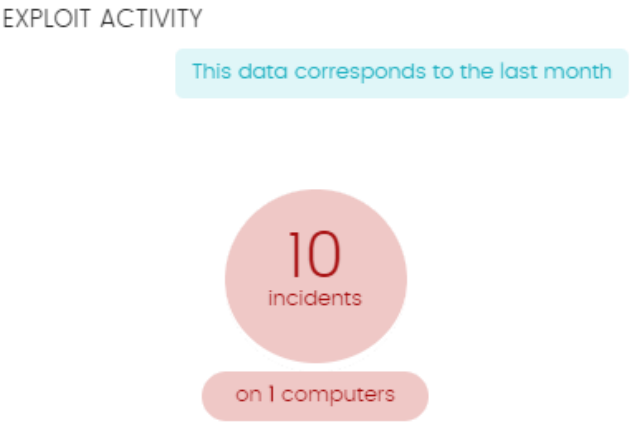 EXPLOIT ACTIVITY
This data corresponds to the last month
10
incidents
on 1 computers